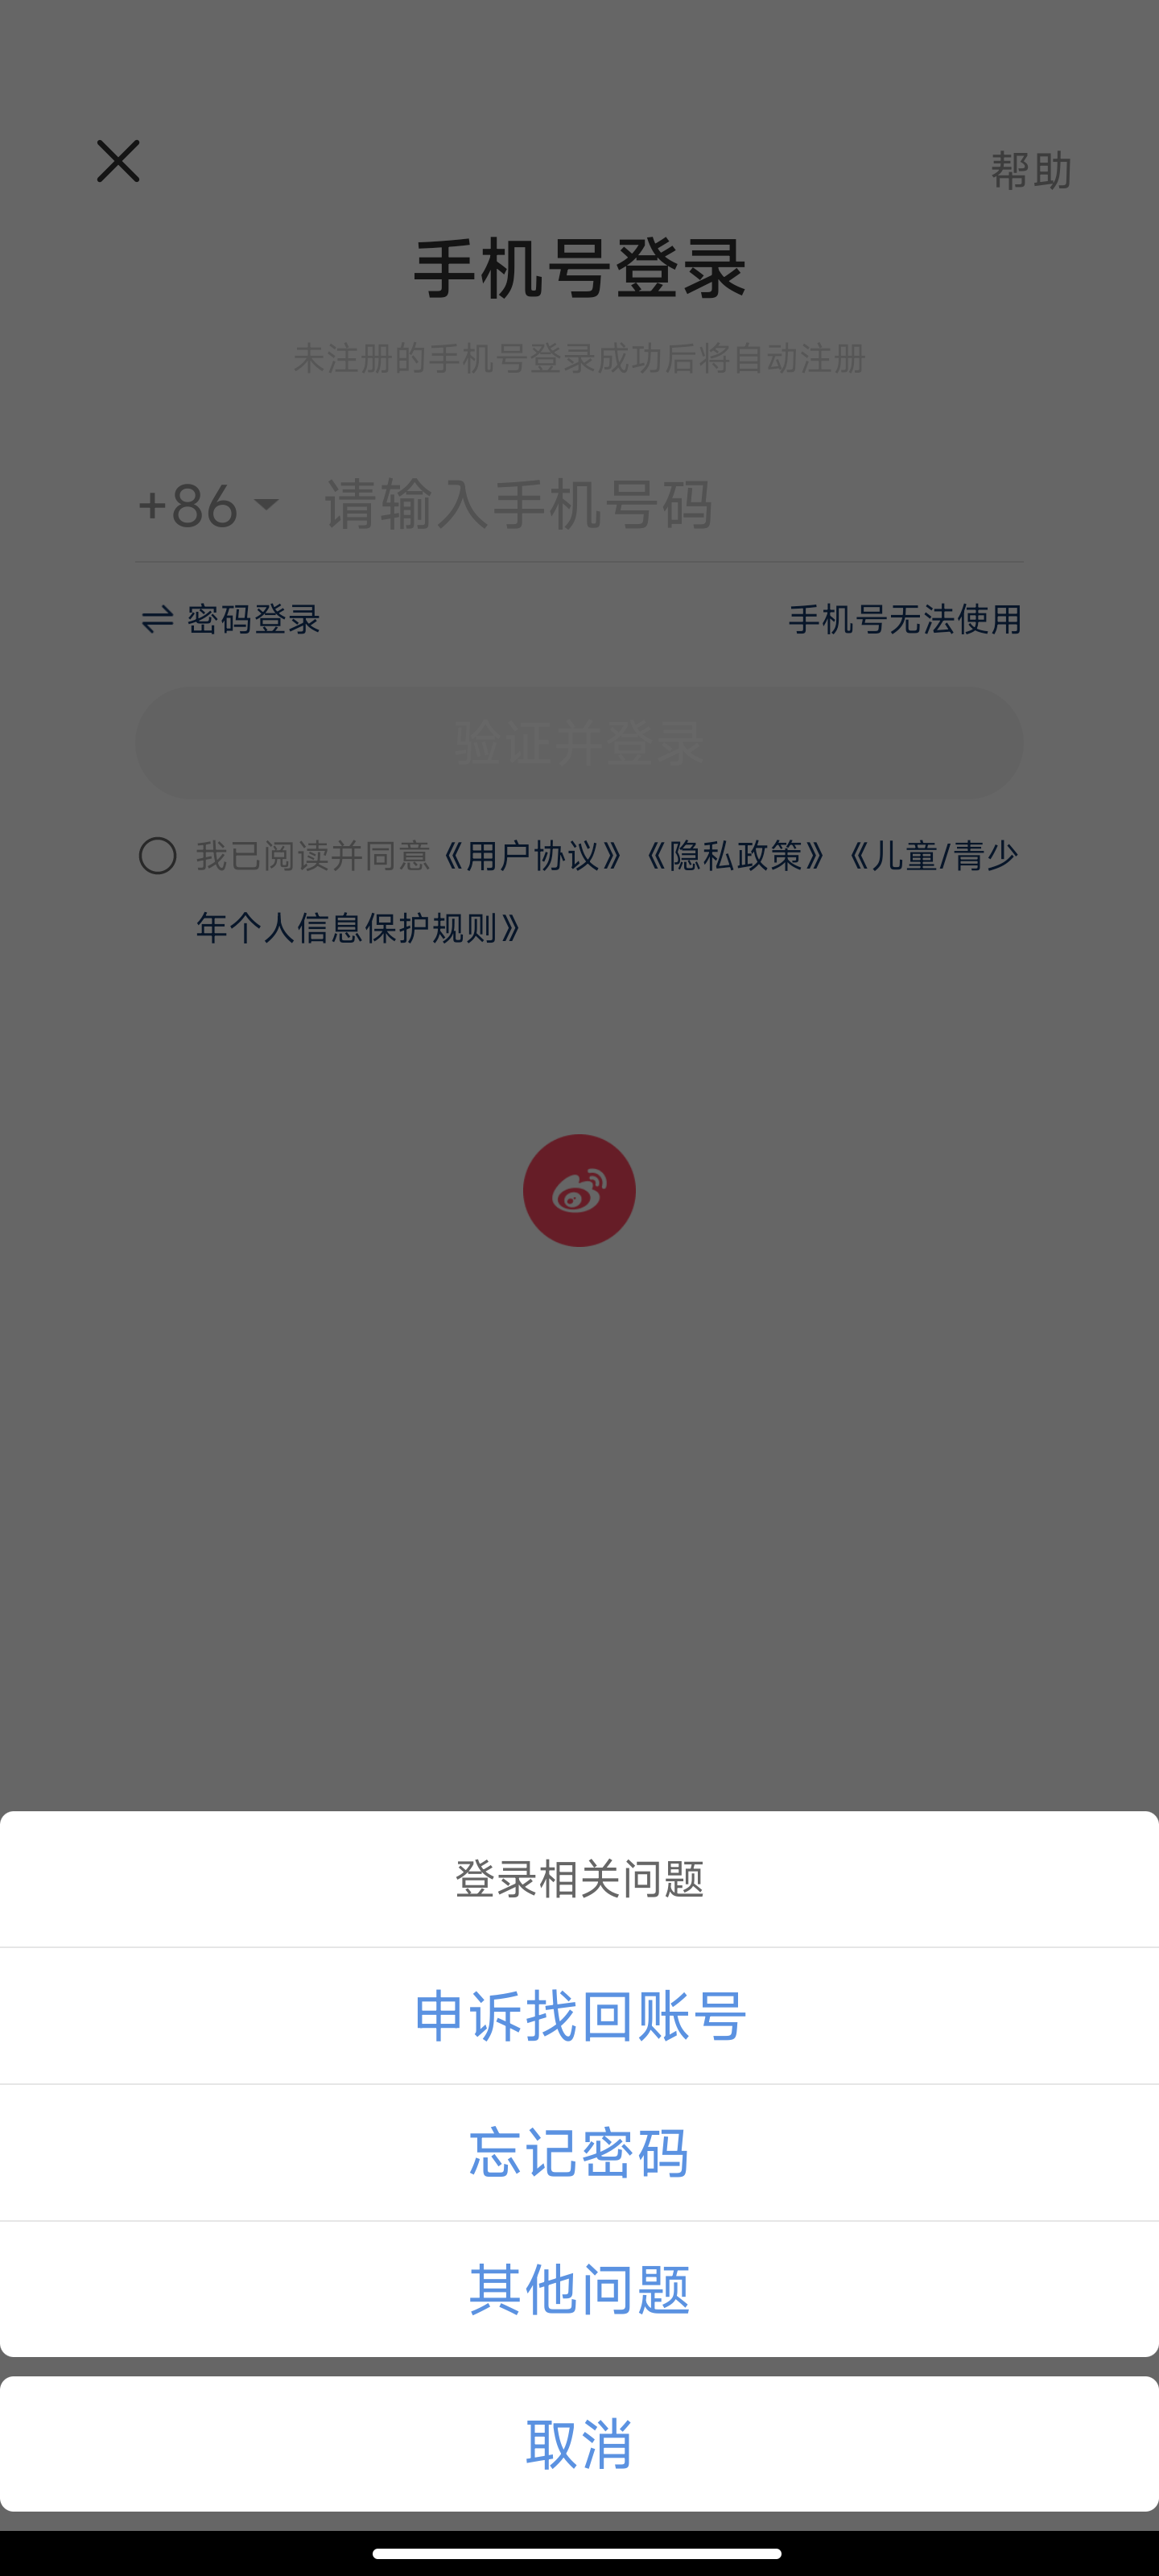 帮助
手机号登录
未注册的手机号登录成功后将自动注册
+86 请输入手机号码
密码登录 手机号无法使用
验证并登录
我已阅读并同意《用户协议》《隐私政策》《儿童/青少
年个人信息保护规则》
登录相关问题
申诉找回账号
忘记密码
其他问题
取消